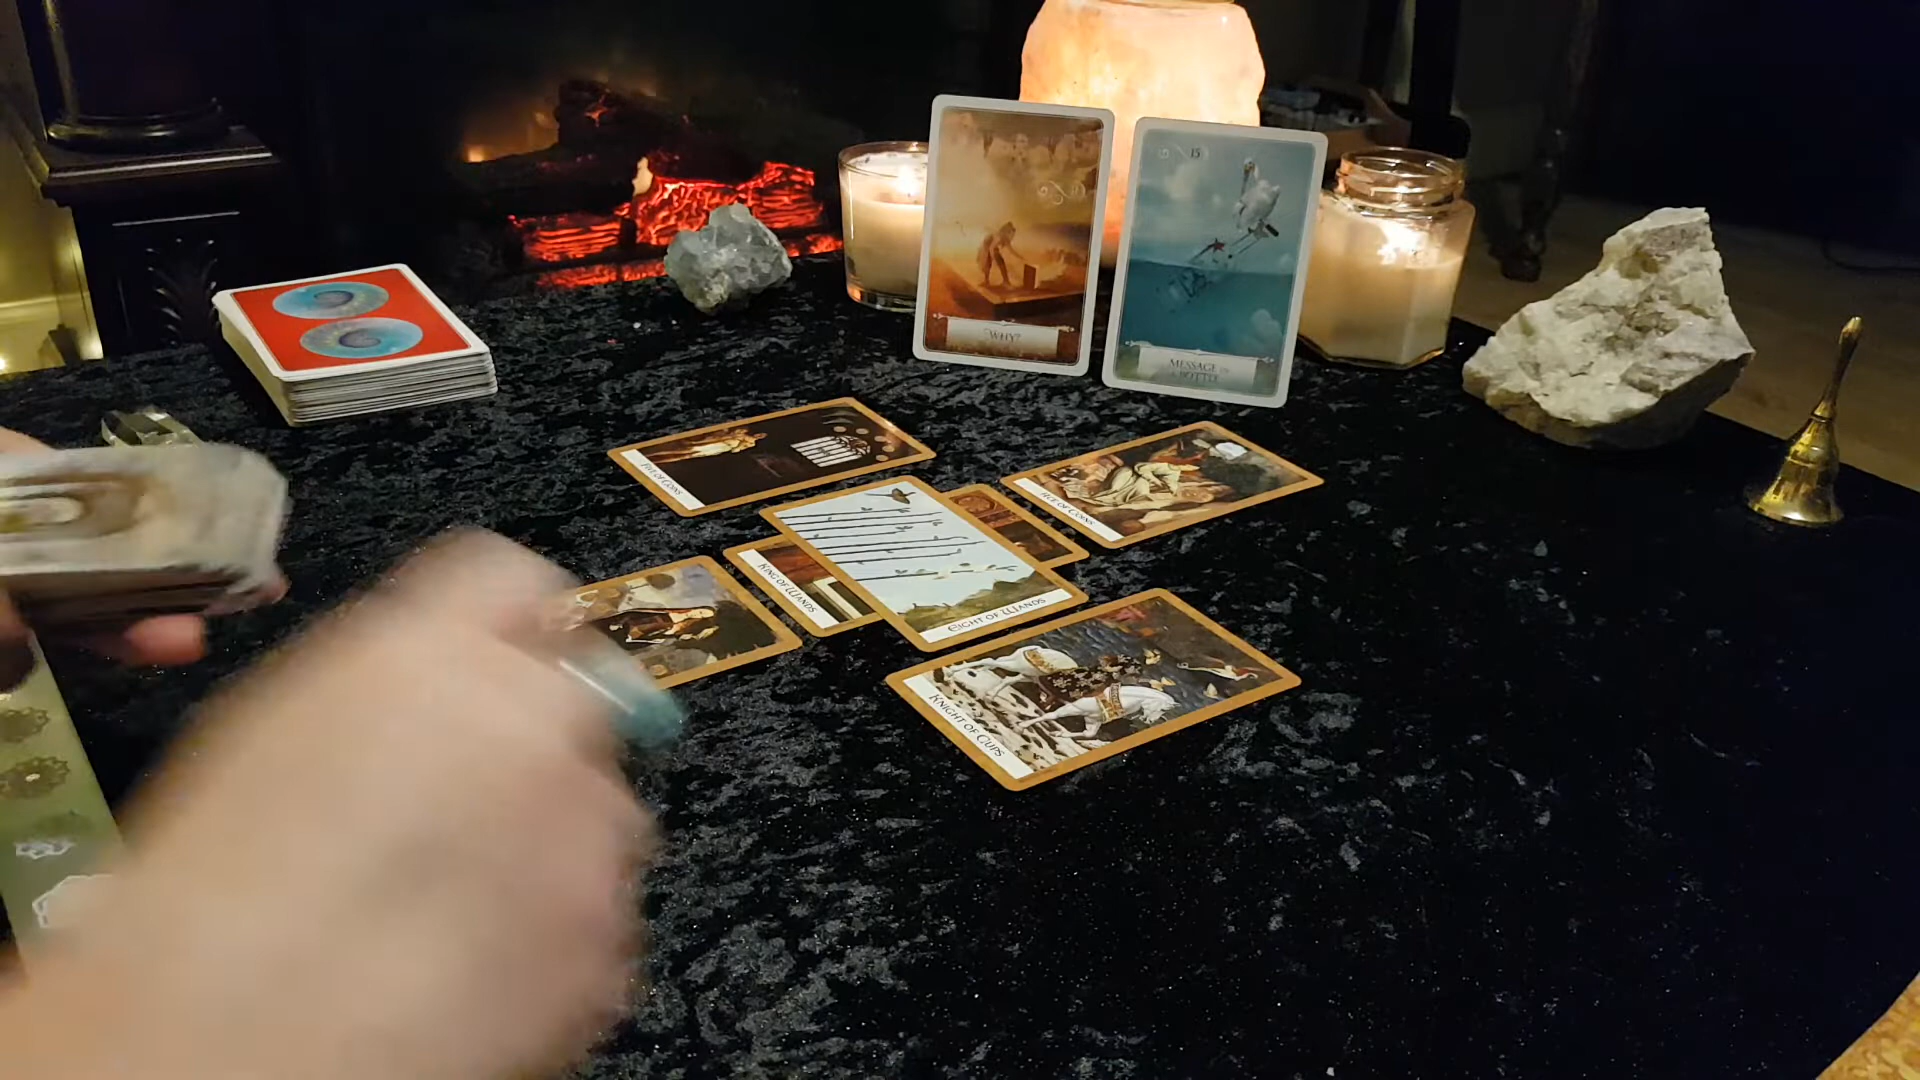 "WHY?"
15
MESSAGE IN
A BOTTLE
FIVE OF COINS
ACE OF COINS
KING OF WANDS
EIGHT OF WANDS
KNIGHT OF CUPS